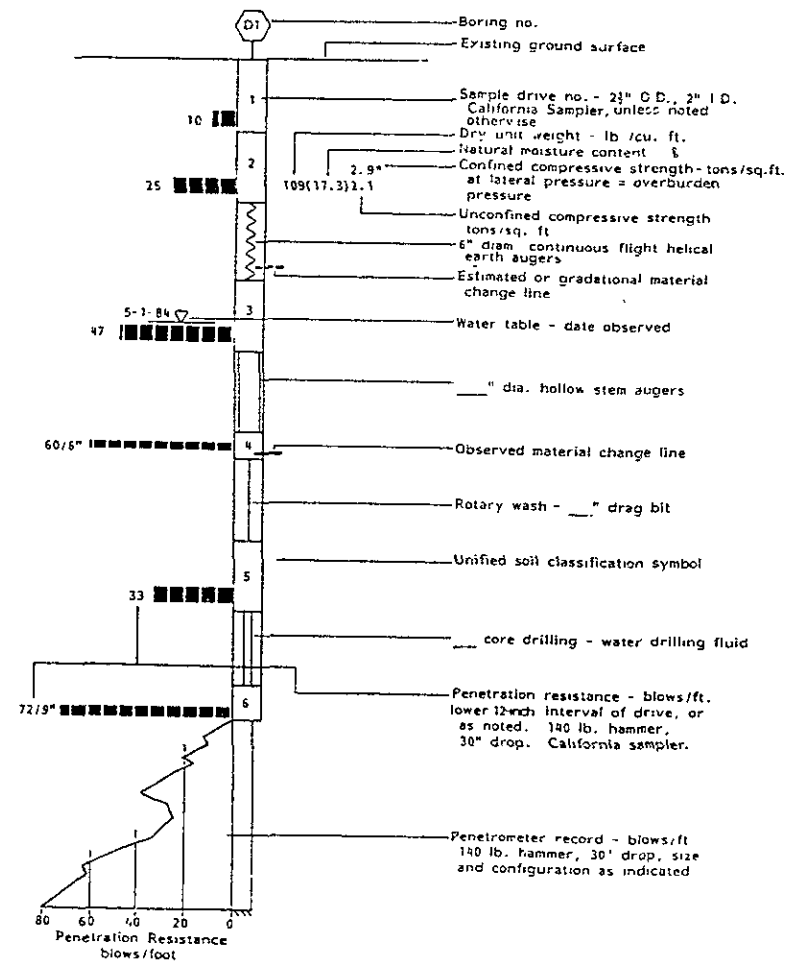 D1
Boring no.
Existing ground surface
1
Sample drive no. - 2½" O D., 2" I D.
California Sampler, unless noted
otherwise
10
Dry unit weight - lb /cu. ft.
Natural moisture content %
2
2.9"
Confined compressive strength - tons/sq.ft.
25
109(17.3)2.1
at lateral pressure = overburden
pressure
Unconfined compressive strength
tons/sq. ft
6" diam continuous flight helical
earth augers
Estimated or gradational material
change line
3
5-1-84
Water table - date observed
47
___" dia. hollow stem augers
60/6"
4
Observed material change line
Rotary wash - ___" drag bit
Unified soil classification symbol
5
33
___ core drilling - water drilling fluid
6
72/9"
Penetration resistance - blows/ft.
lower 12-inch interval of drive, or
as noted. 140 lb. hammer,
30" drop. California sampler.
Penetrometer record - blows/ft
140 lb. hammer, 30' drop, size
and configuration as indicated
80 60 40 20 0
Penetration Resistance
blows/foot